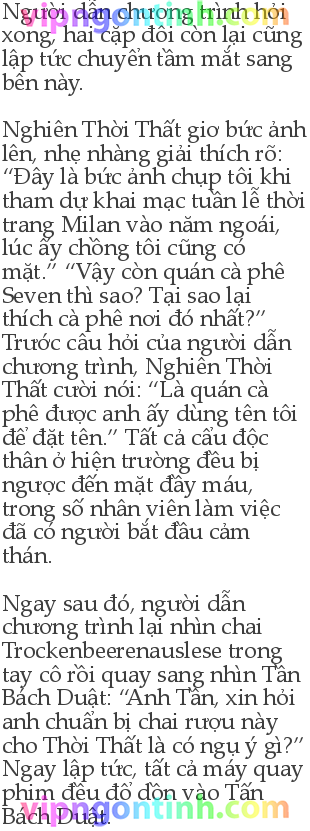 vipngontinh.com
Người dẫn chương trình hỏi
xong, hai cặp đôi còn lại cũng
lập tức chuyển tầm mắt sang
bên này.

Nghiên Thời Thất giơ bức ảnh
lên, nhẹ nhàng giải thích rõ:
“Đây là bức ảnh chụp tôi khi
tham dự khai mạc tuần lễ thời
trang Milan vào năm ngoái,
lúc ấy chồng tôi cũng có
mặt.” “Vậy còn quán cà phê
Seven thì sao? Tại sao lại
thích cà phê nơi đó nhất?”
Trước câu hỏi của người dẫn
chương trình, Nghiên Thời
Thất cười nói: “Là quán cà
phê được anh ấy dùng tên tôi
để đặt tên.” Tất cả cẩu độc
thân ở hiện trường đều bị
ngược đến mặt đầy máu,
trong số nhân viên làm việc
đã có người bắt đầu cảm
thán.

Ngay sau đó, người dẫn
chương trình lại nhìn chai
Trockenbeerenauslese trong
tay cô rồi quay sang nhìn Tần
Bách Duật: “Anh Tần, xin hỏi
anh chuẩn bị chai rượu này
cho Thời Thất là có ngụ ý gì?”
Ngay lập tức, tất cả máy quay
phim đều đổ dồn vào Tần
Bách Duật
vipngontinh.com